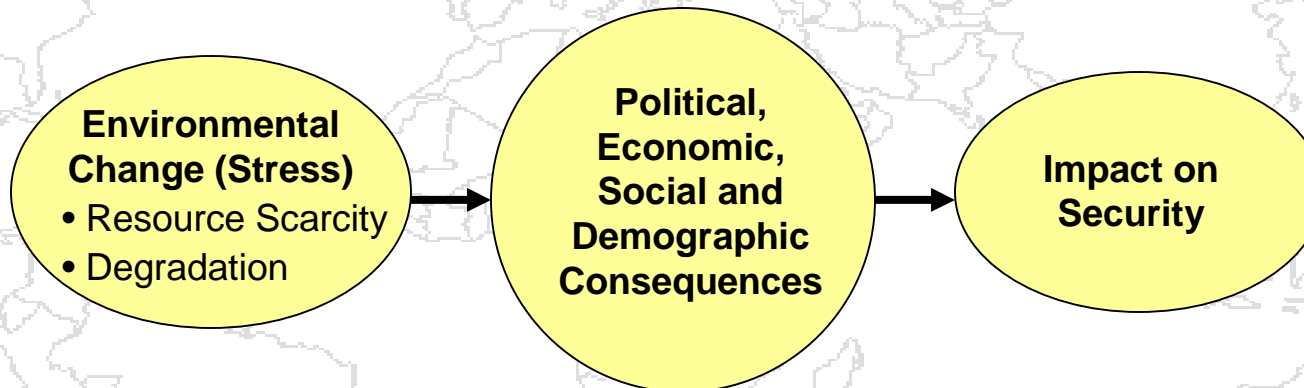 Environmental
Change (Stress)
• Resource Scarcity
• Degradation
Political,
Economic,
Social and
Demographic
Consequences
Impact on
Security